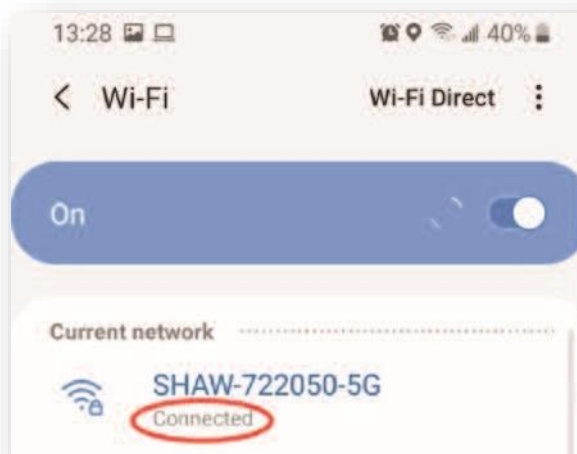 13:28 40%
Wi-Fi Wi-Fi Direct
On
Current network
SHAW-722050-5G
Connected